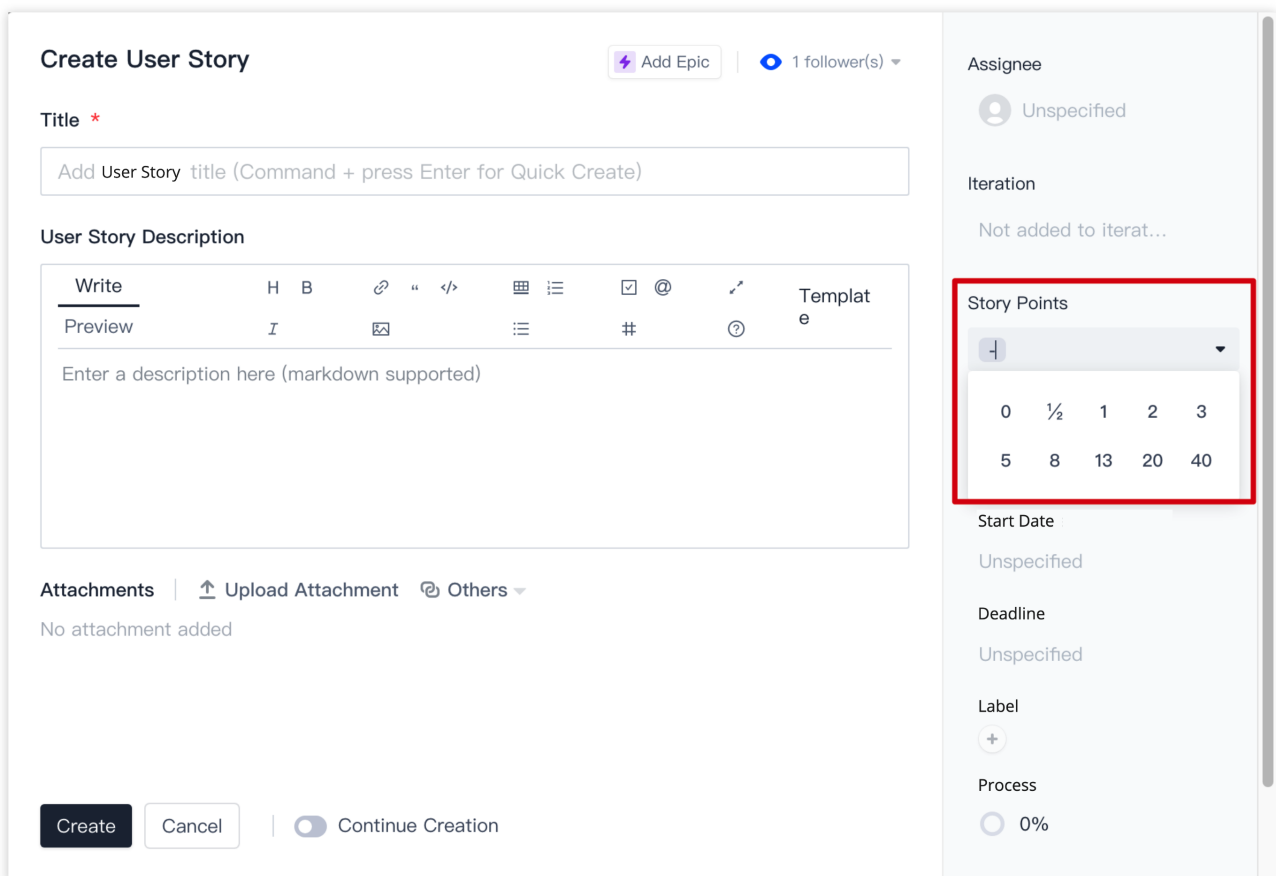 Create User Story
Add Epic
1 follower(s)
Title *
Add User Story title (Command + press Enter for Quick Create)
User Story Description
Write
H B “ </> @
Templat
e
Preview
I # ?
Enter a description here (markdown supported)
Attachments
Upload Attachment
Others
No attachment added
Create
Cancel
Continue Creation
Assignee
Unspecified
Iteration
Not added to iterat...
Story Points
-
0 ½ 1 2 3
5 8 13 20 40
Start Date
Unspecified
Deadline
Unspecified
Label
+
Process
0%